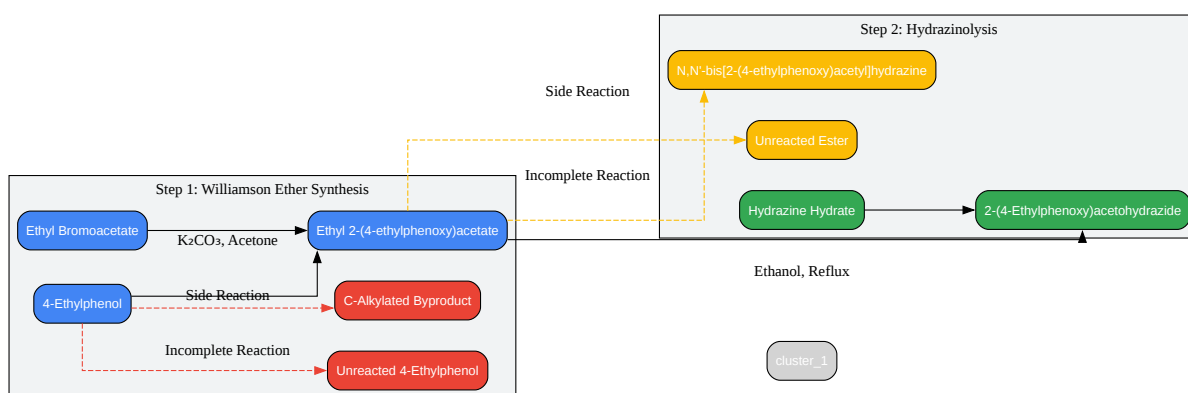 Step 2: Hydrazinolysis
N,N'-bis[2-(4-ethylphenoxy)acetyl]hydrazine
Side Reaction
Unreacted Ester
Incomplete Reaction
Step 1: Williamson Ether Synthesis
Ethyl Bromoacetate
K₂CO₃, Acetone
Ethyl 2-(4-ethylphenoxy)acetate
Hydrazine Hydrate
2-(4-Ethylphenoxy)acetohydrazide
Ethanol, Reflux
4-Ethylphenol
Side Reaction
C-Alkylated Byproduct
Incomplete Reaction
Unreacted 4-Ethylphenol
cluster_1